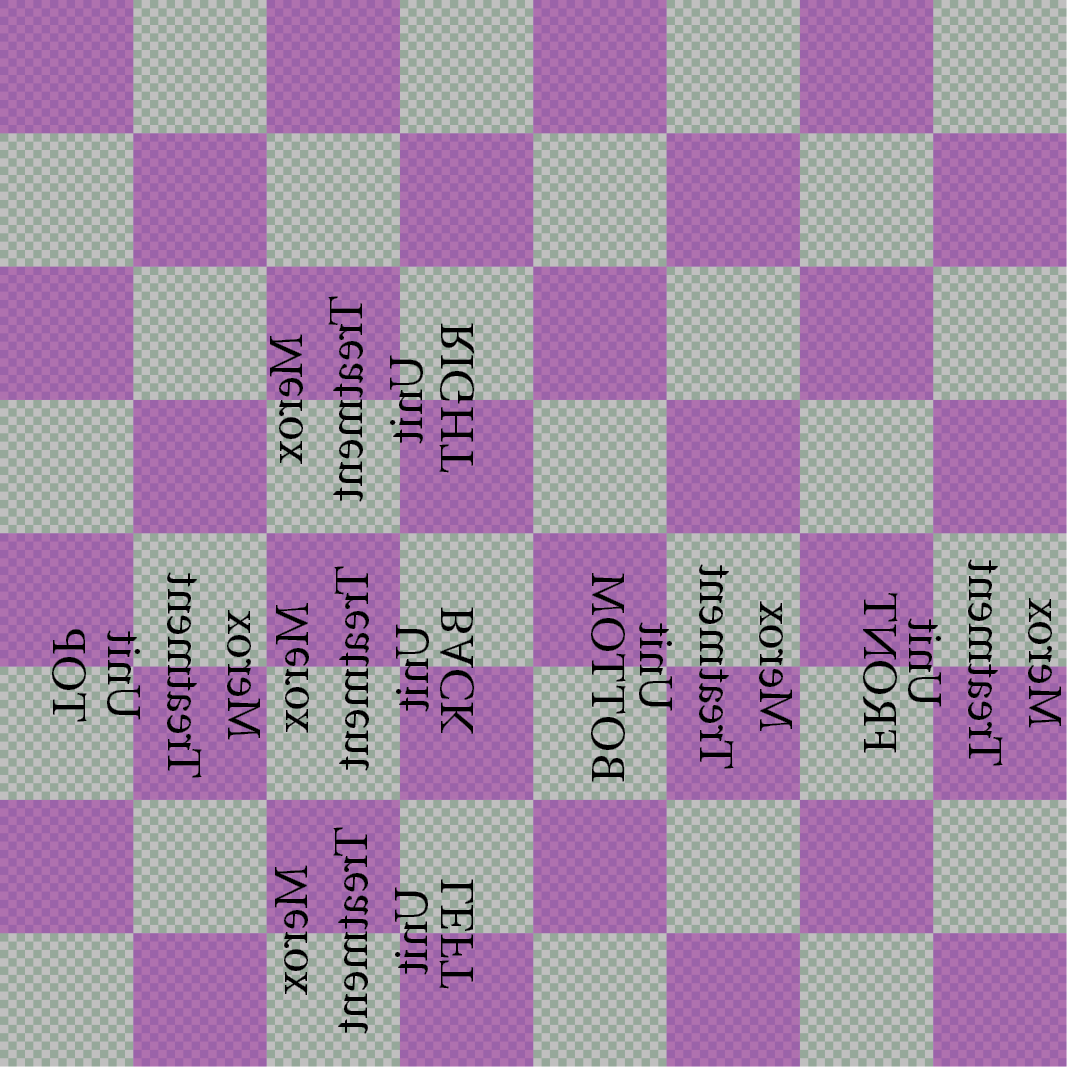 Merox
Treatment
Unit
RIGHT
Merox
Treatment
Unit
TOP
Merox
Treatment
Unit
BACK
Merox
Treatment
Unit
BOTTOM
Merox
Treatment
Unit
FRONT
Merox
Treatment
Unit
LEFT